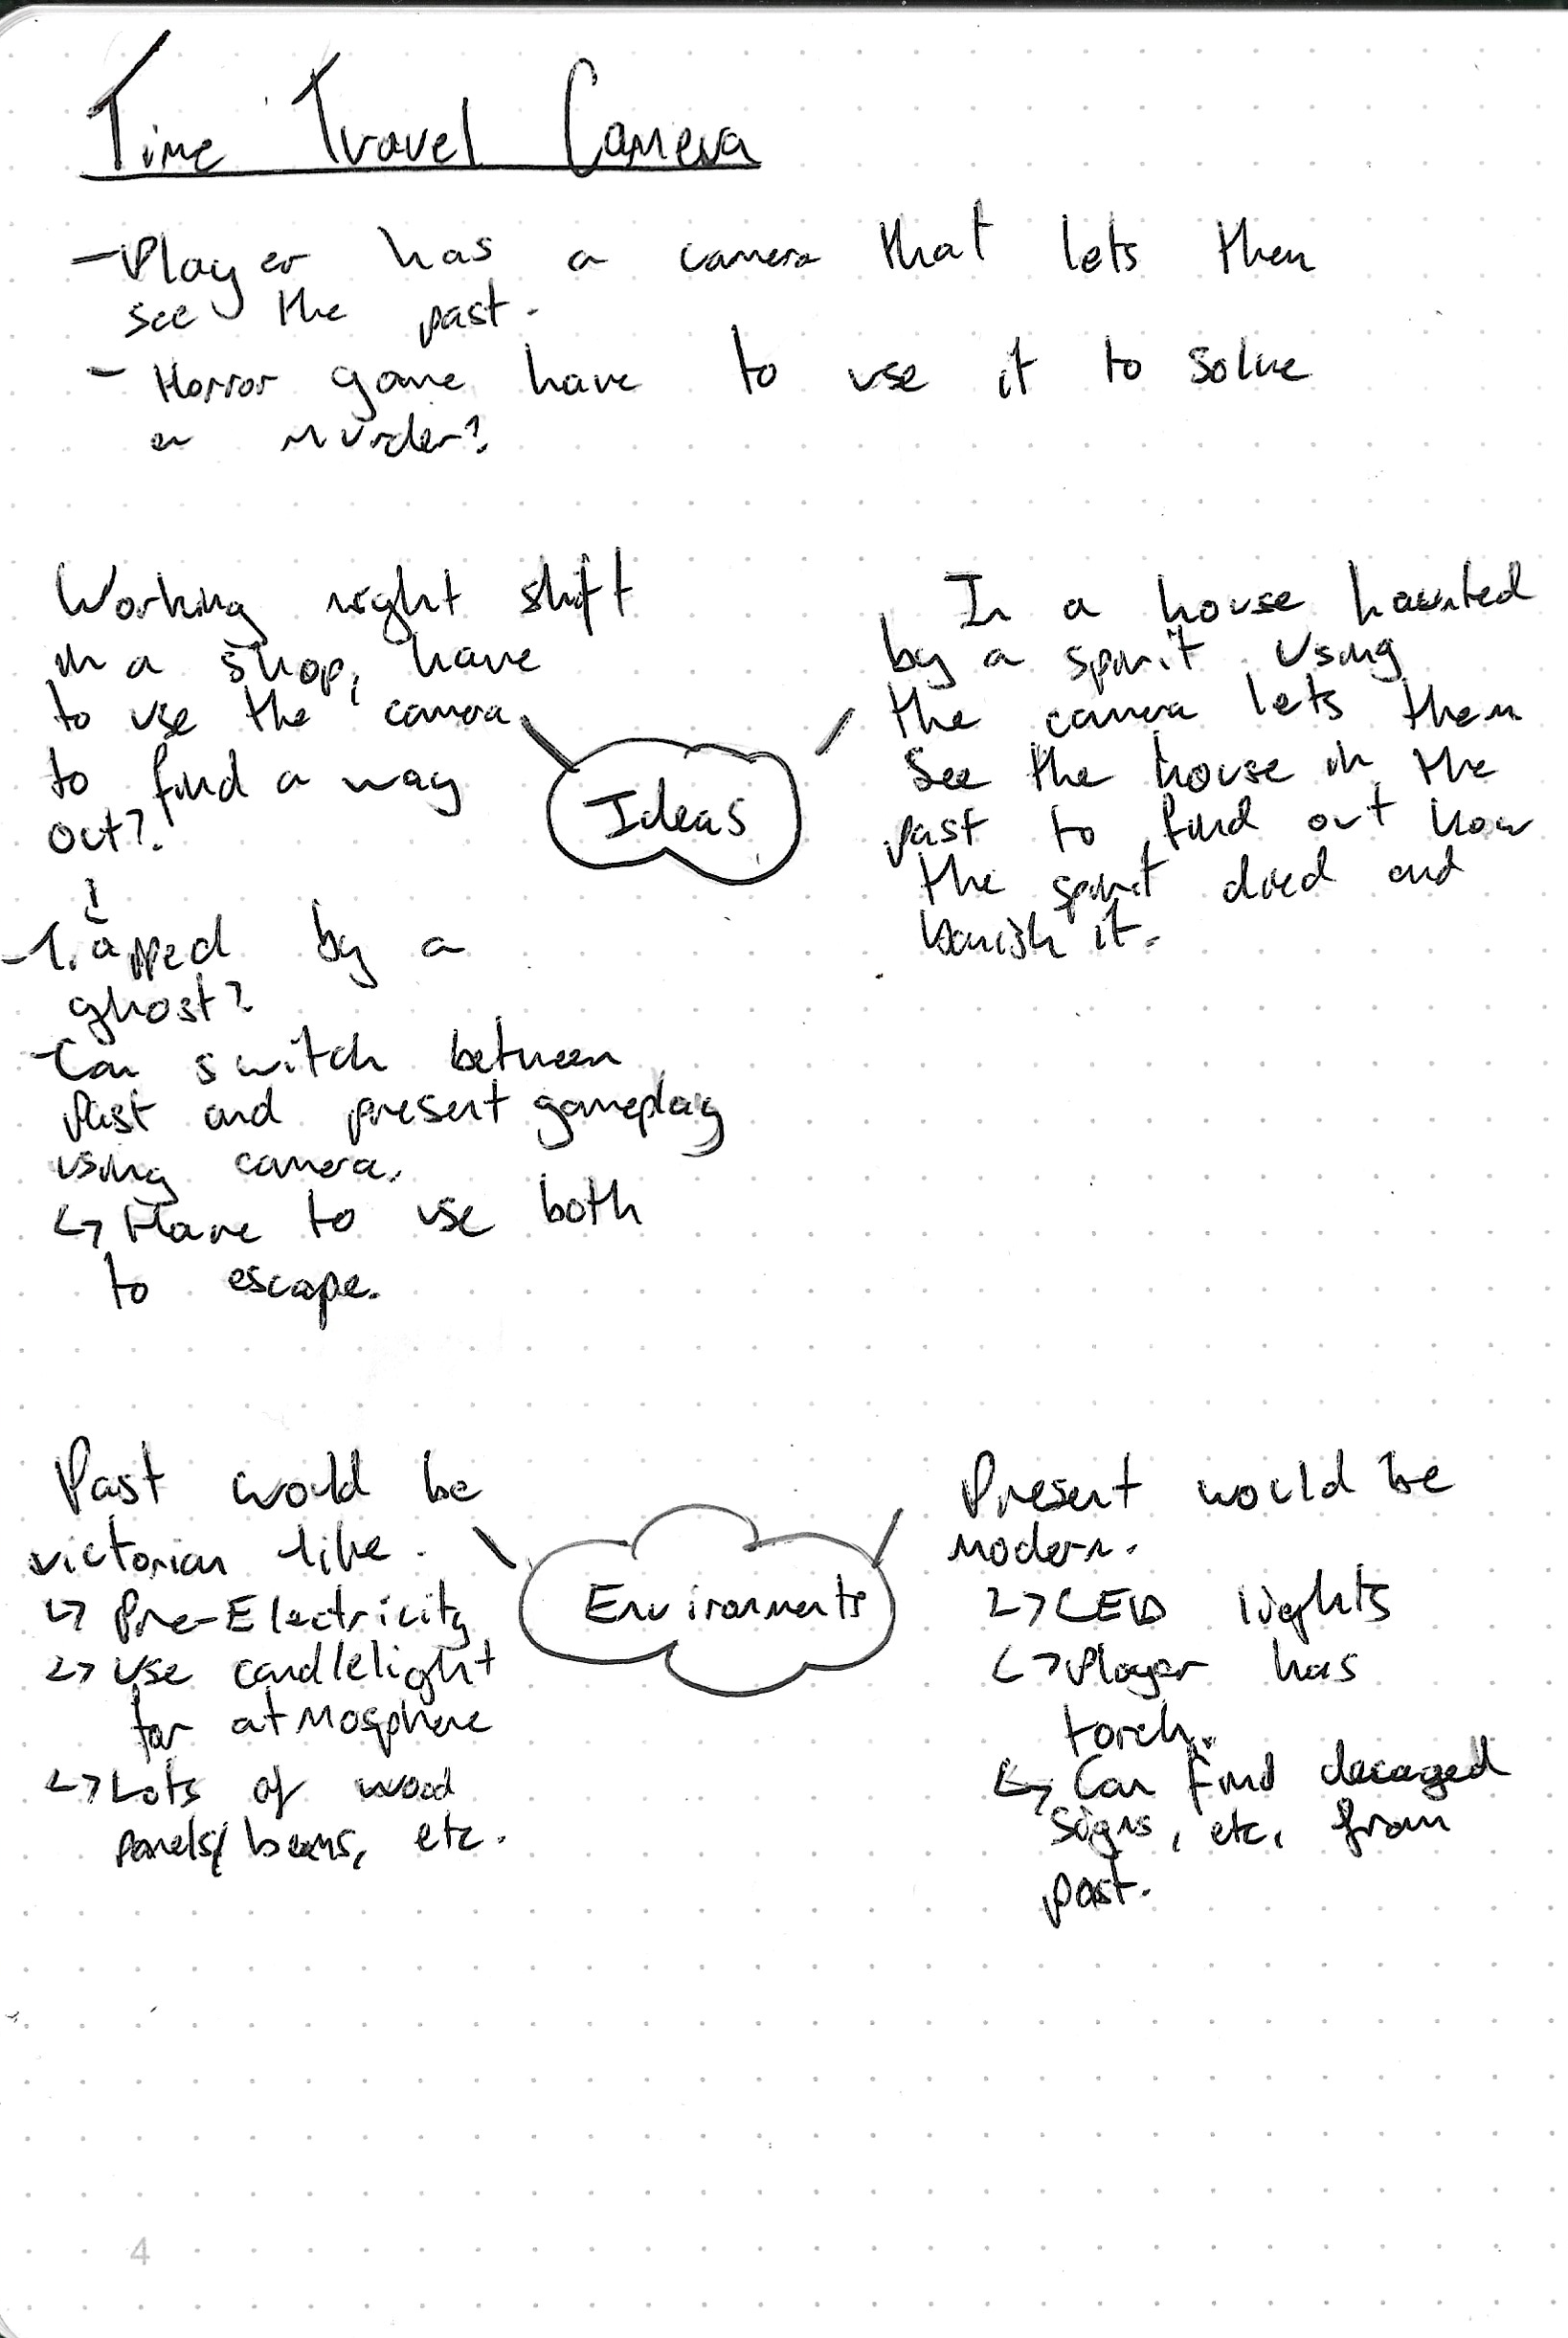 Time Travel Camera
- Player has a camera that lets them
see the past.
- Horror game have to use it to solve
a murder?
Working night shift
in a shop, have
to use the camera
to find a way
out?.
- Trapped by a
ghost?
- Can switch between
past and present gameplay
using camera.
↳ Have to use both
to escape.
Ideas
In a house haunted
by a spirit. Using
the camera lets them
see the house in the
past to find out how
the spirit died and
banish it.
Past would be
victorian like.
↳ Pre-Electricity
↳ Use candlelight
for atmosphere
↳ Lots of wood
panels/beams, etc.
Environments
Present would be
modern.
↳ LED lights
↳ Player has
torch.
↳ Can find decayed
signs, etc. from
past.
4